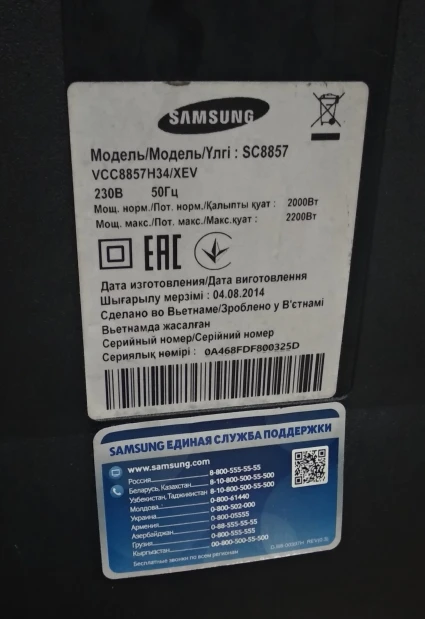 SAMSUNG
Модель/Модель/Үлгі : SC8857
VCC8857H34/XEV
230В 50Гц
Мощ. норм./Пот. норм./Қалыпты қуат : 2000Вт
Мощ. макс./Пот. макс./Макс.қуат : 2200Вт
EAC
Дата изготовления/Дата виготовлення
Шығарылу мерзімі : 04.08.2014
Сделано во Вьетнаме/Зроблено у В'єтнамі
Вьетнамда жасалған
Серийный номер/Серійний номер
Сериялық нөмірі : 0A468FDF800325D
SAMSUNG ЕДИНАЯ СЛУЖБА ПОДДЕРЖКИ
www.samsung.com
Россия 8-800-555-55-55
Беларусь, Казахстан 8-10-800-500-55-500
Узбекистан, Таджикистан 8-10-800-500-55-500
Молдова 0-800-61440
Украина 0-800-502-000
Армения 0-800-05555
Азербайджан 0-88-555-55-55
Грузия 0-800-555-555
Кыргызстан 00-800-500-55-500
Бесплатные звонки по всем регионам